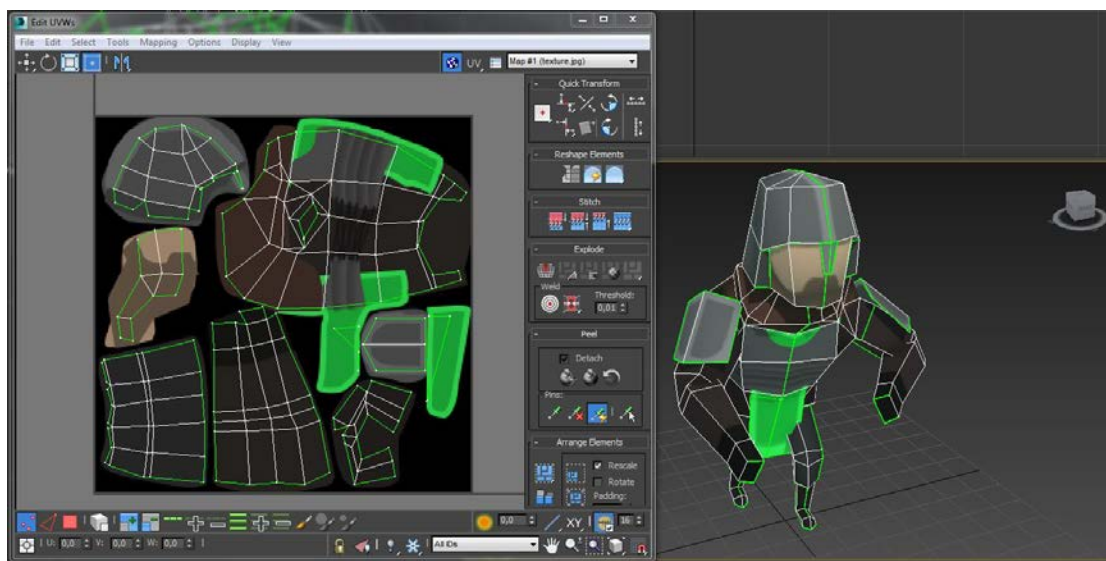 Edit UVWs
File Edit Select Tools Mapping Options Display View
UV, Map #1 (texture.jpg)
- Quick Transform
- Reshape Elements
- Stitch
- Explode
Weld
Threshold:
0,01
- Peel
Detach
Pins:
- Arrange Elements
Rescale
Rotate
Padding:
0,0 XY 16
U: 0,0 V: 0,0 W: 0,0 All IDs